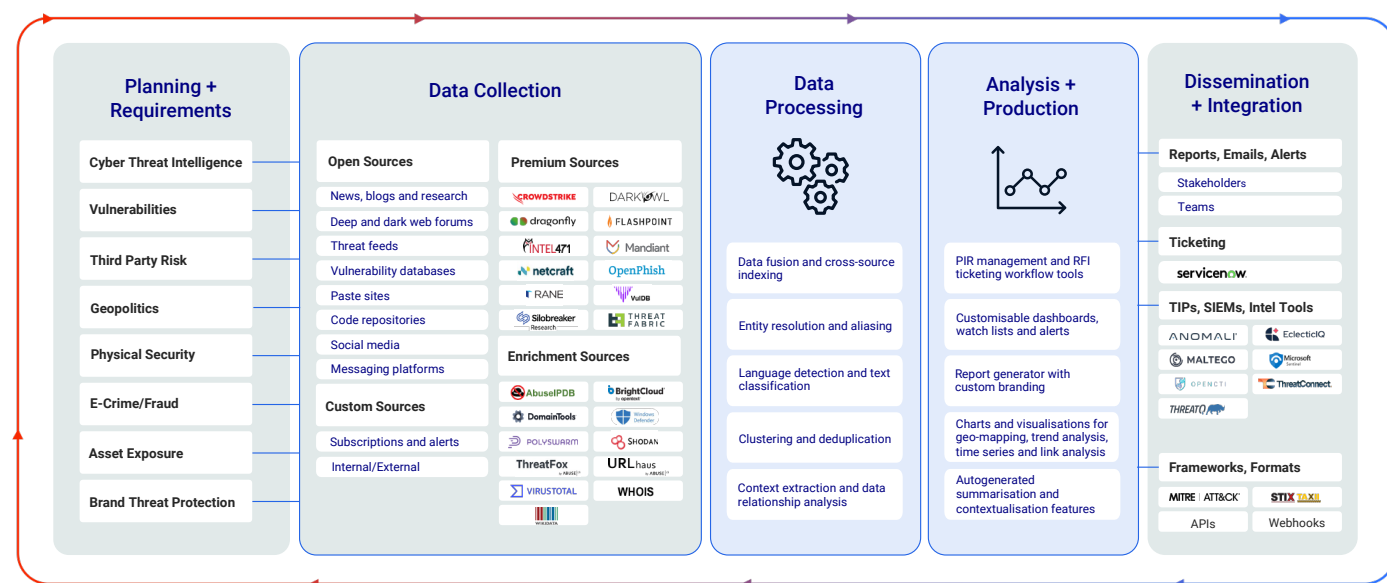 Planning +
Requirements
Cyber Threat Intelligence
Vulnerabilities
Third Party Risk
Geopolitics
Physical Security
E-Crime/Fraud
Asset Exposure
Brand Threat Protection
Data Collection
Open Sources
News, blogs and research
Deep and dark web forums
Threat feeds
Vulnerability databases
Paste sites
Code repositories
Social media
Messaging platforms
Custom Sources
Subscriptions and alerts
Internal/External
Premium Sources
CROWDSTRIKE
DARKOWL
dragonfly
FLASHPOINT
INTEL471
Mandiant
netcraft
OpenPhish
RANE
VulDB
Silobreaker
Research
THREAT
FABRIC
Enrichment Sources
AbuseIPDB
BrightCloud
by opentext
DomainTools
Windows
Defender
POLYSWARM
SHODAN
ThreatFox
by ABUSE
URLhaus
by ABUSE
VIRUSTOTAL
WHOIS
WIKIDATA
Data
Processing
Data fusion and cross-source
indexing
Entity resolution and aliasing
Language detection and text
classification
Clustering and deduplication
Context extraction and data
relationship analysis
Analysis +
Production
PIR management and RFI
ticketing workflow tools
Customisable dashboards,
watch lists and alerts
Report generator with
custom branding
Charts and visualisations for
geo-mapping, trend analysis,
time series and link analysis
Autogenerated
summarisation and
contextualisation features
Dissemination
+ Integration
Reports, Emails, Alerts
Stakeholders
Teams
Ticketing
servicenow.
TIPs, SIEMs, Intel Tools
ANOMALI
EclecticIQ
MALTEGO
Microsoft
Sentinel
OPENCTI
ThreatConnect.
THREATQ
Frameworks, Formats
MITRE | ATT&CK
STIX TAXII
APIs
Webhooks